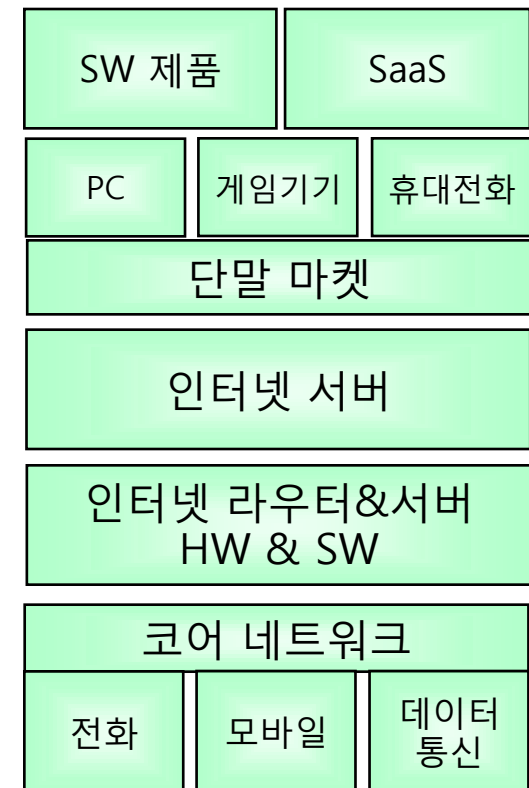 SW 제품
SaaS
PC
게임기기
휴대전화
단말 마켓
인터넷 서버
인터넷 라우터&서버
HW & SW
코어 네트워크
전화
모바일
데이터
통신